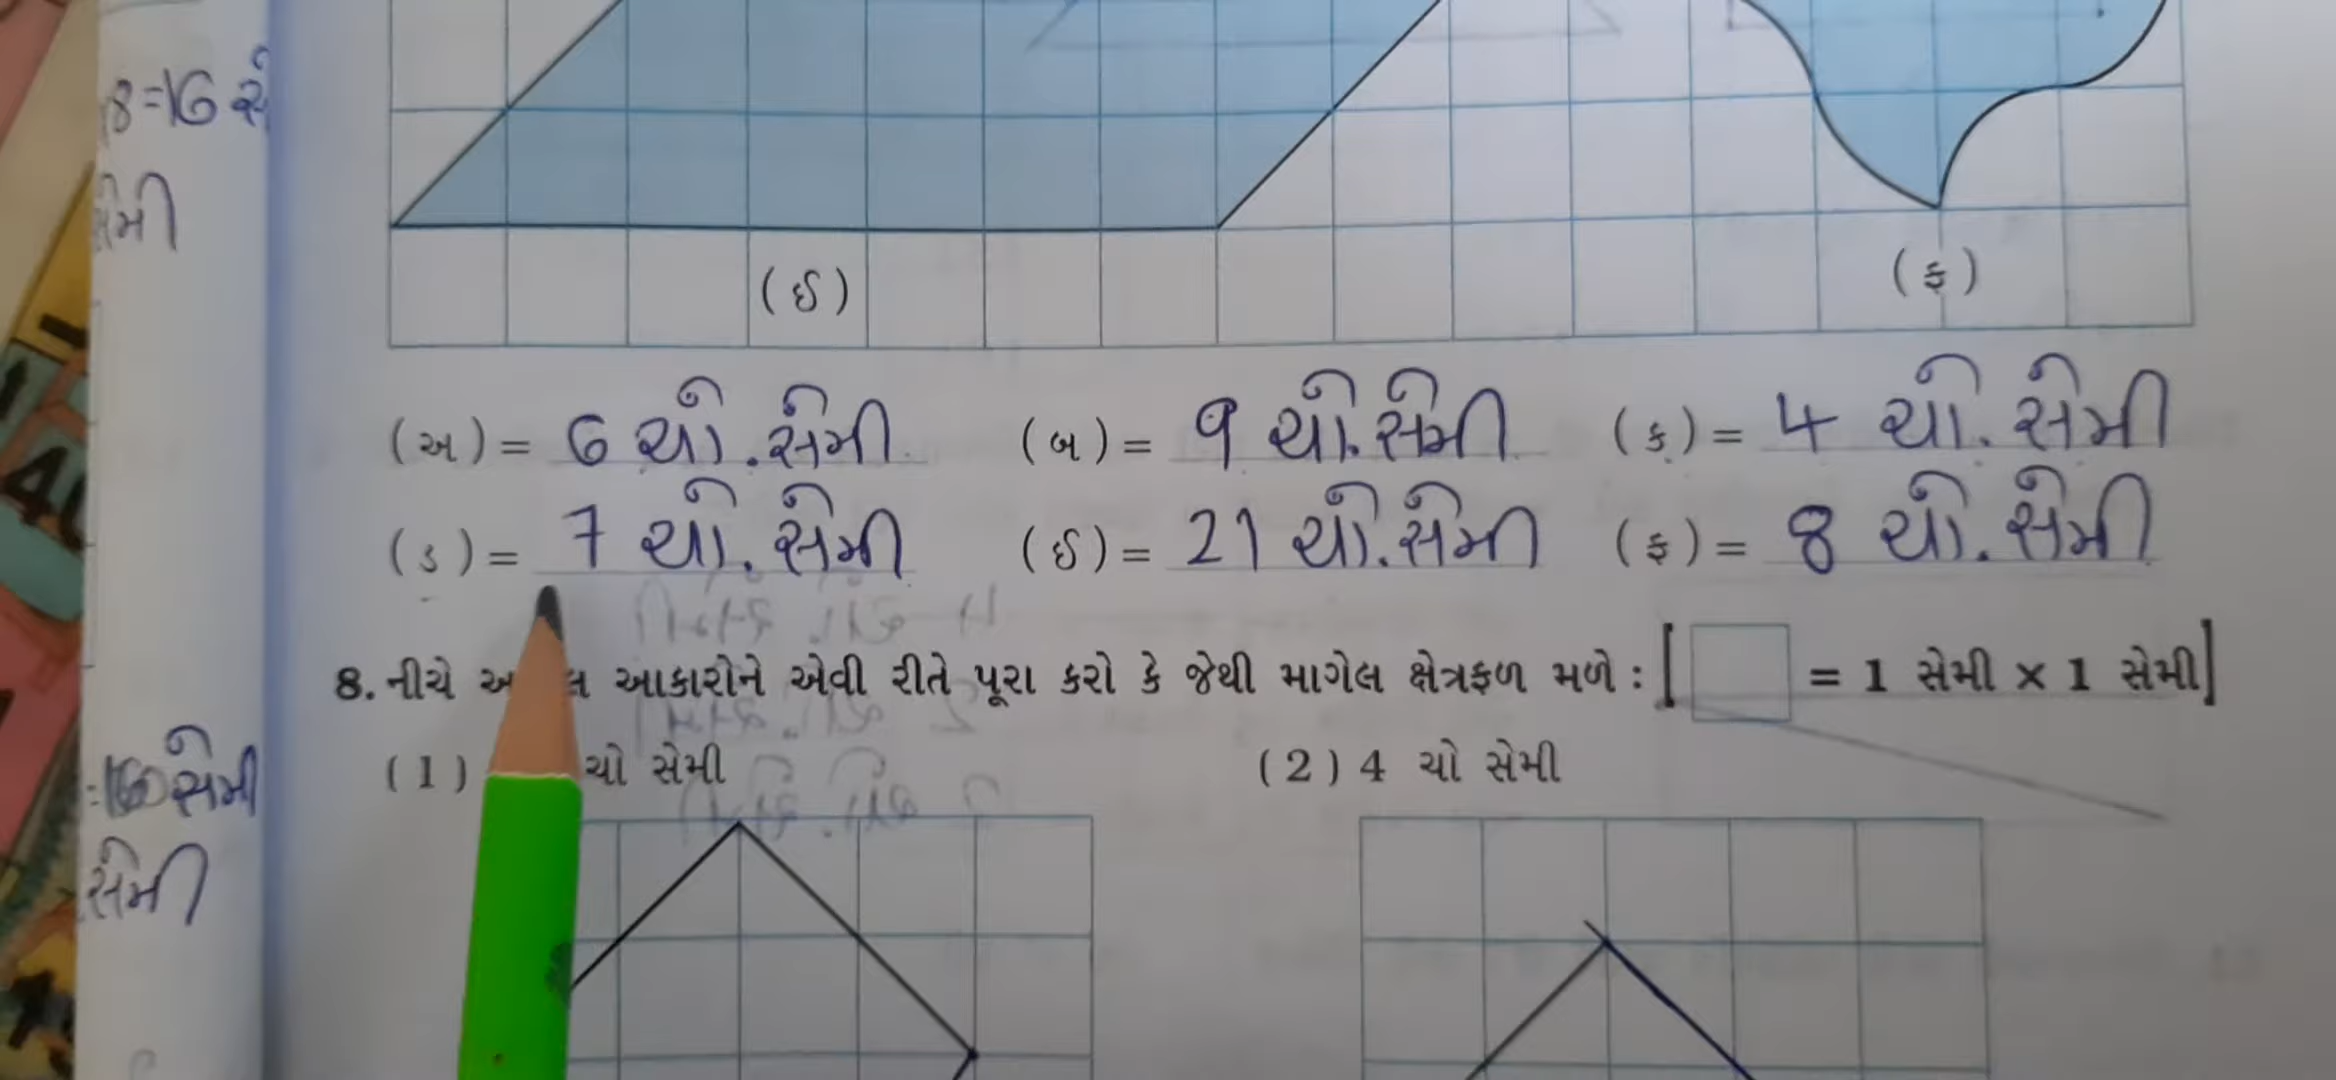 8=16 સે
સેમી
(ઈ) (ફ)
(અ) = 6 ચો.સેમી (બ) = 9 ચો.સેમી (ક) = 4 ચો. સેમી
(ડ) = 7 ચો. સેમી (ઈ) = 21 ચો.સેમી (ફ) = 8 ચો. સેમી
8. નીચે આકારોને એવી રીતે પૂરા કરો કે જેથી માગેલ ક્ષેત્રફળ મળે : [ = 1 સેમી × 1 સેમી]
(1) ચો સેમી (2) 4 ચો સેમી
સેમી
સેમી